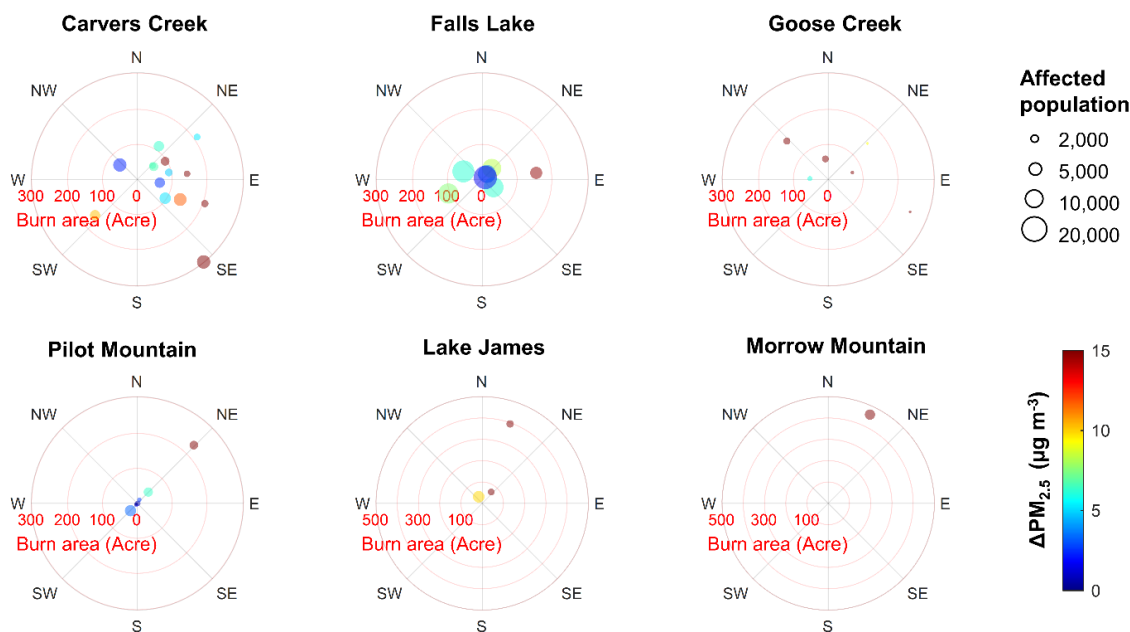 Carvers Creek
Falls Lake
Goose Creek
N
NW
NE
W
E
300 200 100 0
Burn area (Acre)
SW
SE
S
N
NW
NE
W
E
300 200 100 0
Burn area (Acre)
SW
SE
S
N
NW
NE
W
E
300 200 100 0
Burn area (Acre)
SW
SE
S
Affected
population
2,000
5,000
10,000
20,000
Pilot Mountain
Lake James
Morrow Mountain
N
NW
NE
W
E
300 200 100 0
Burn area (Acre)
SW
SE
S
N
NW
NE
W
E
500 300 100
Burn area (Acre)
SW
SE
S
N
NW
NE
W
E
500 300 100
Burn area (Acre)
SW
SE
S
15
10
5
0
ΔPM2.5 (µg m-3)